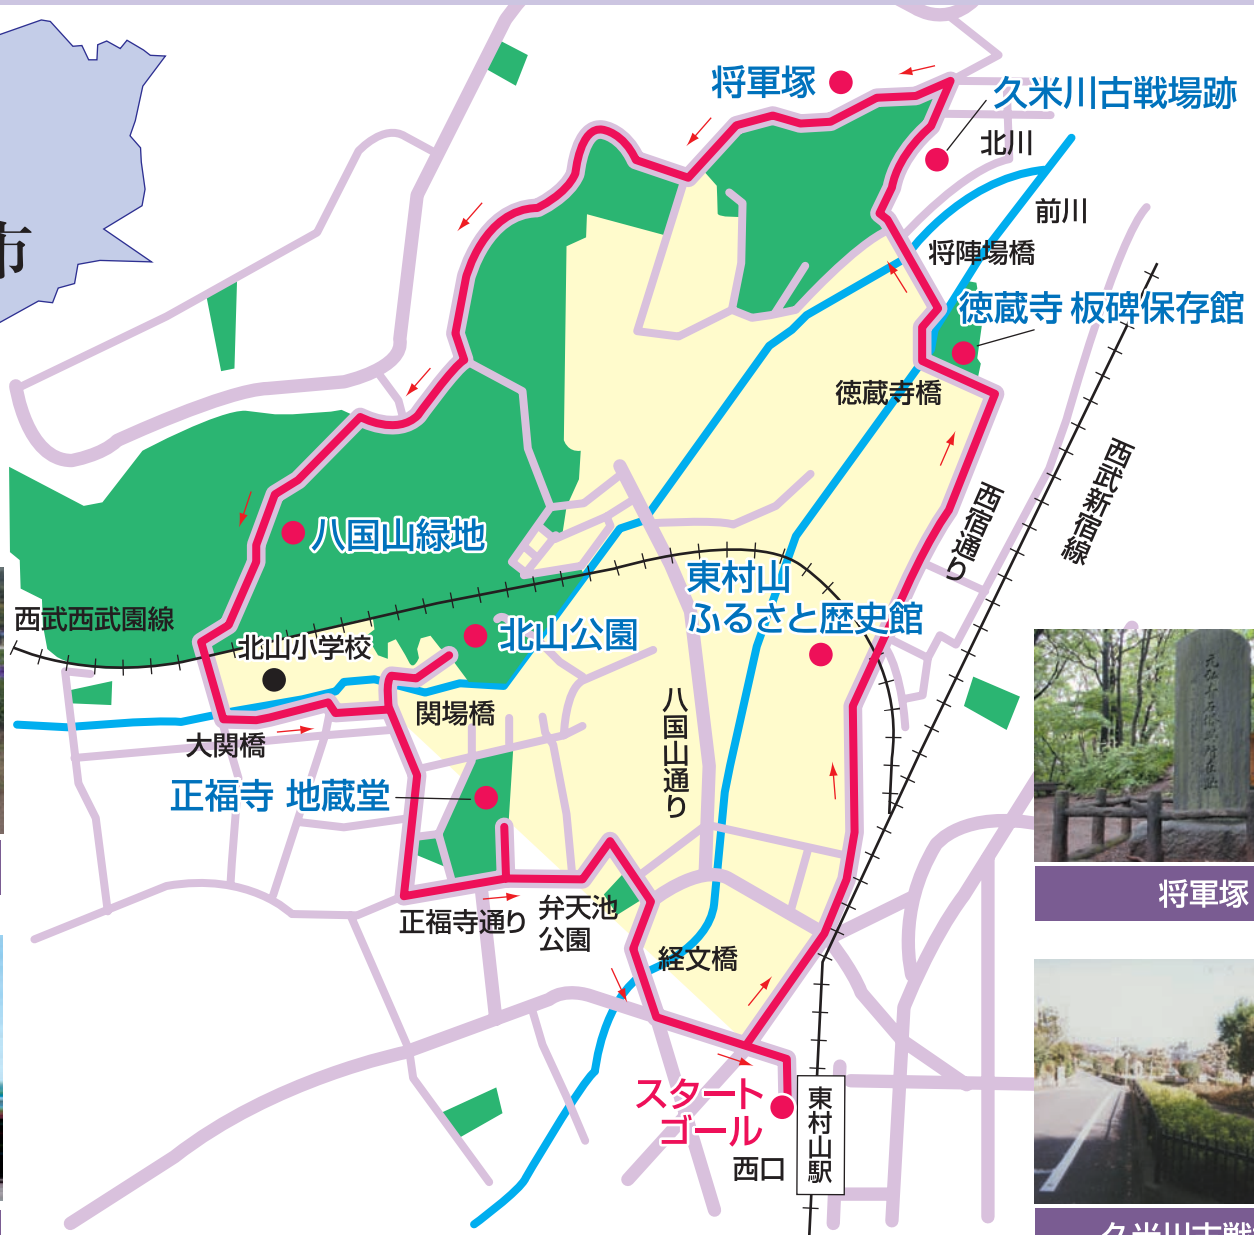 市
将軍塚
久米川古戦場跡
北川
前川
将陣場橋
徳蔵寺 板碑保存館
徳蔵寺橋
西武新宿線
西宿通り
八国山緑地
西武西武園線
北山小学校
北山公園
東村山
ふるさと歴史館
関場橋
大関橋
八国山通り
正福寺 地蔵堂
正福寺通り
弁天池
公園
経文橋
スタート
ゴール
西口
東村山駅
将軍塚
久米川古戦